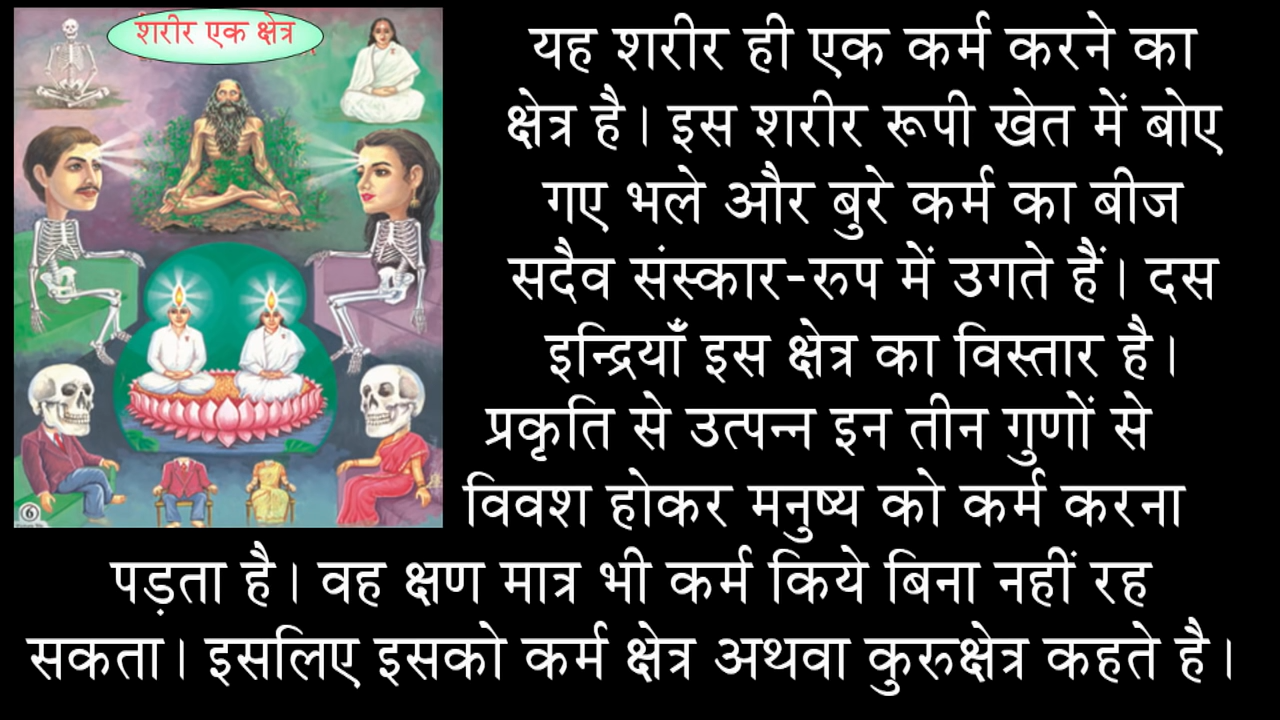 शरीर एक क्षेत्र
यह शरीर ही एक कर्म करने का
क्षेत्र है। इस शरीर रूपी खेत में बोए
गए भले और बुरे कर्म का बीज
सदैव संस्कार-रुप में उगते हैं। दस
इन्द्रियाँ इस क्षेत्र का विस्तार है।
प्रकृति से उत्पन्न इन तीन गुणों से
विवश होकर मनुष्य को कर्म करना
पड़ता है। वह क्षण मात्र भी कर्म किये बिना नहीं रह
सकता। इसलिए इसको कर्म क्षेत्र अथवा कुरुक्षेत्र कहते है।
6